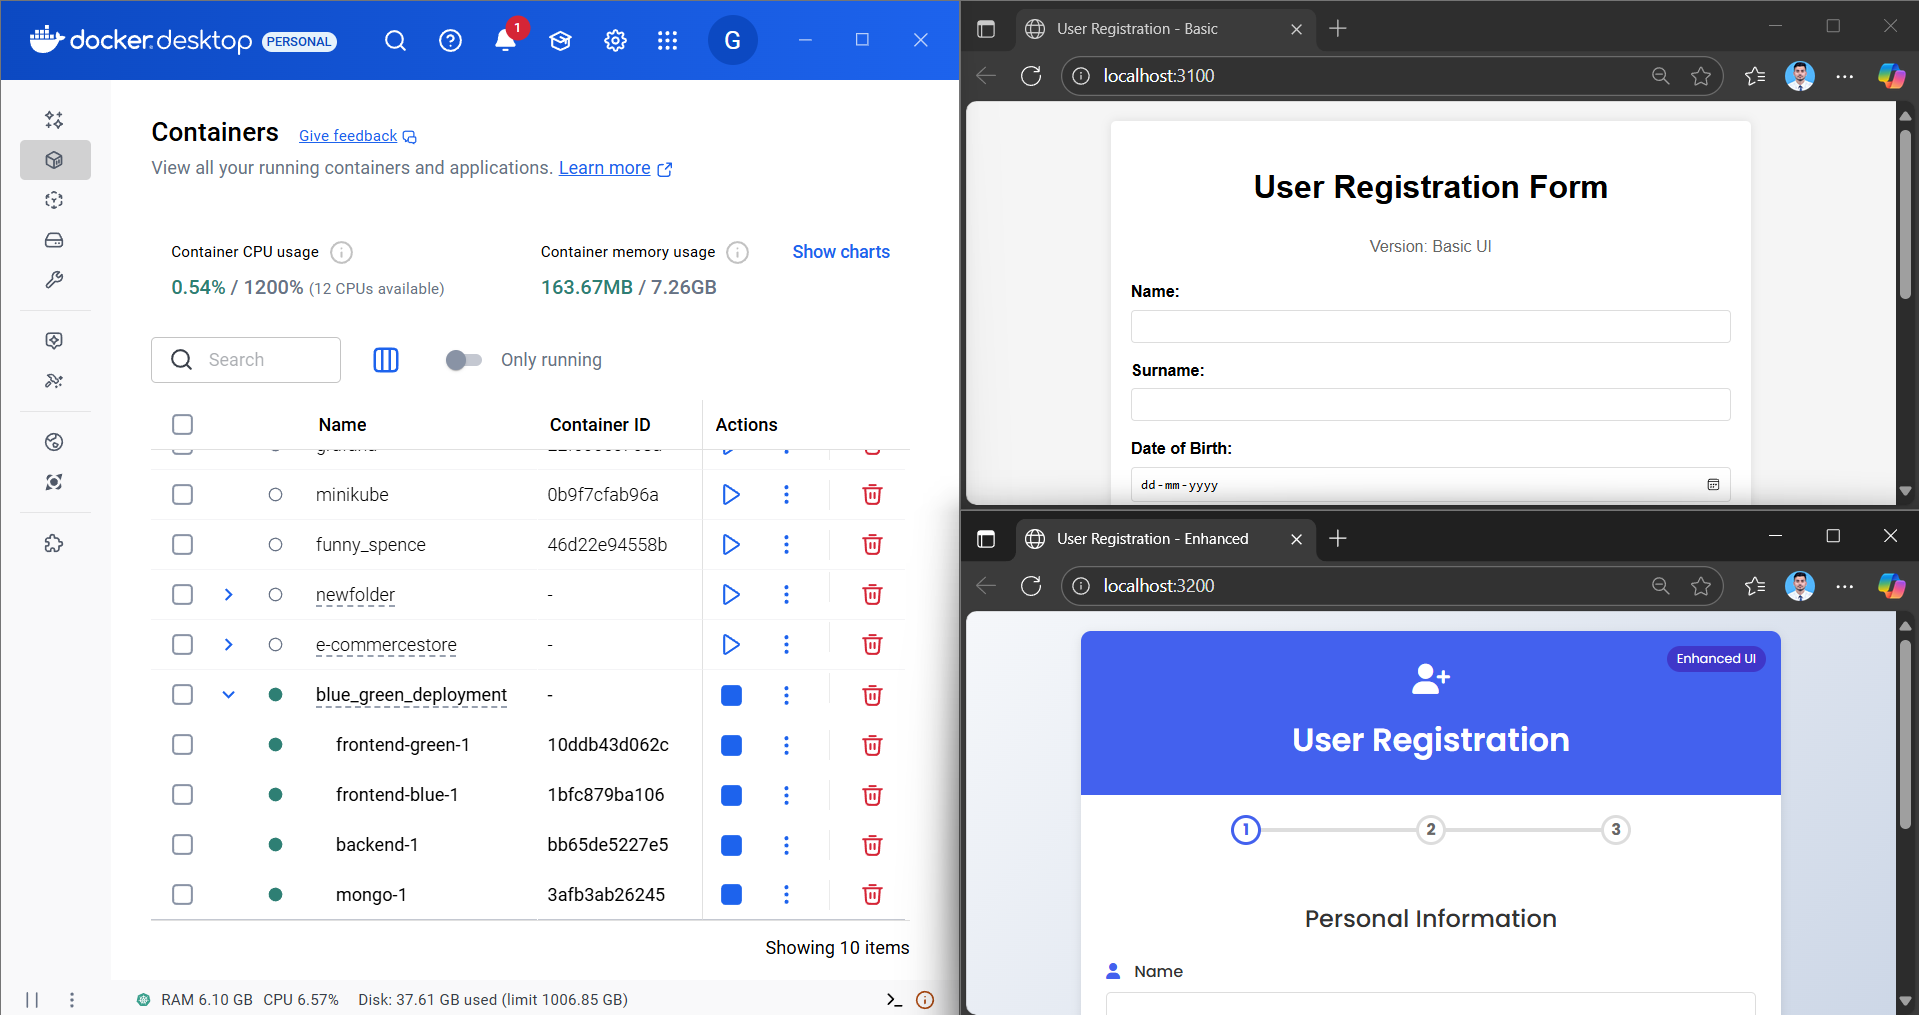 docker.desktop PERSONAL
1
G
Containers Give feedback
View all your running containers and applications. Learn more
Container CPU usage
0.54% / 1200% (12 CPUs available)
Container memory usage
163.67MB / 7.26GB
Show charts
Search
Only running
Name Container ID Actions
minikube 0b9f7cfab96a
funny_spence 46d22e94558b
newfolder -
e-commercestore -
blue_green_deployment -
frontend-green-1 10ddb43d062c
frontend-blue-1 1bfc879ba106
backend-1 bb65de5227e5
mongo-1 3afb3ab26245
Showing 10 items
RAM 6.10 GB CPU 6.57% Disk: 37.61 GB used (limit 1006.85 GB)
User Registration - Basic
localhost:3100
User Registration Form
Version: Basic UI
Name:
Surname:
Date of Birth:
dd-mm-yyyy
User Registration - Enhanced
localhost:3200
Enhanced UI
User Registration
1 2 3
Personal Information
Name